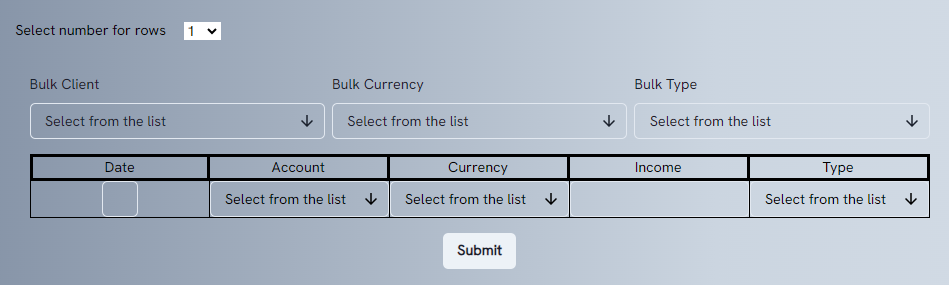 Select number for rows 1
Bulk Client Bulk Currency Bulk Type
Select from the list Select from the list Select from the list
Date Account Currency Income Type
Select from the list Select from the list Select from the list
Submit